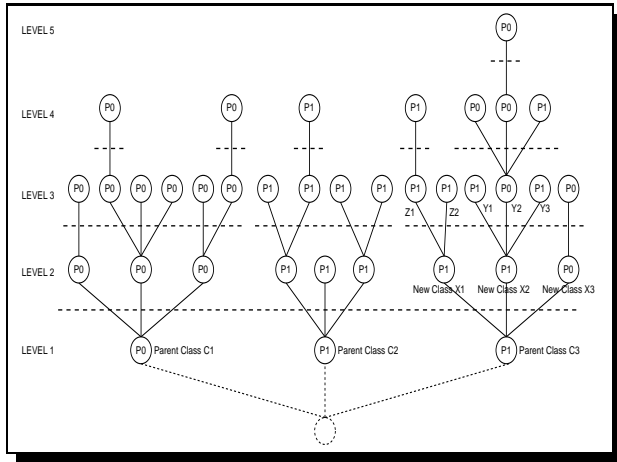 LEVEL 5 P0
LEVEL 4 P0 P0 P1 P1 P0 P0 P1
LEVEL 3 P0 P0 P0 P0 P0 P0 P1 P1 P1 P1 P1 P1 P1 P0 P1 P0
Z1 Z2 Y1 Y2 Y3
LEVEL 2 P0 P0 P0 P1 P1 P1 P1 P1 P0
New Class X1 New Class X2 New Class X3
LEVEL 1 P0 Parent Class C1 P1 Parent Class C2 P1 Parent Class C3